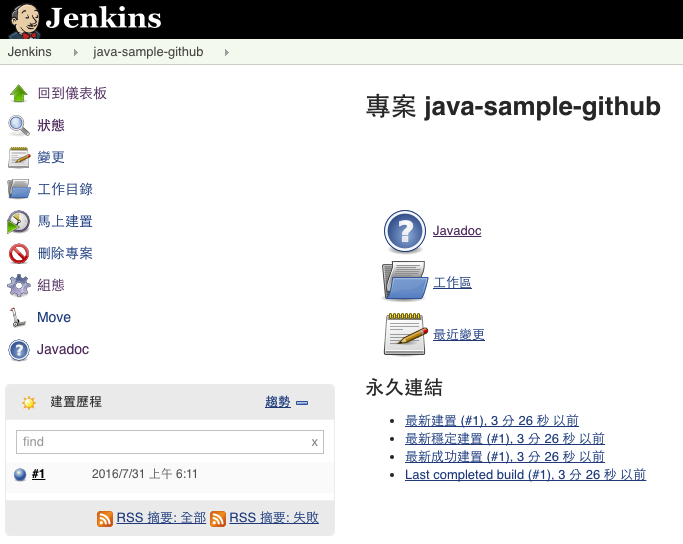 Jenkins
Jenkins java-sample-github
回到儀表板
狀態
變更
工作目錄
馬上建置
刪除專案
組態
Move
Javadoc
建置歷程 趨勢
find x
#1 2016/7/31 上午 6:11
RSS 摘要: 全部 RSS 摘要: 失敗
專案 java-sample-github
Javadoc
工作區
最近變更
永久連結
最新建置 (#1), 3 分 26 秒 以前
最新穩定建置 (#1), 3 分 26 秒 以前
最新成功建置 (#1), 3 分 26 秒 以前
Last completed build (#1), 3 分 26 秒 以前